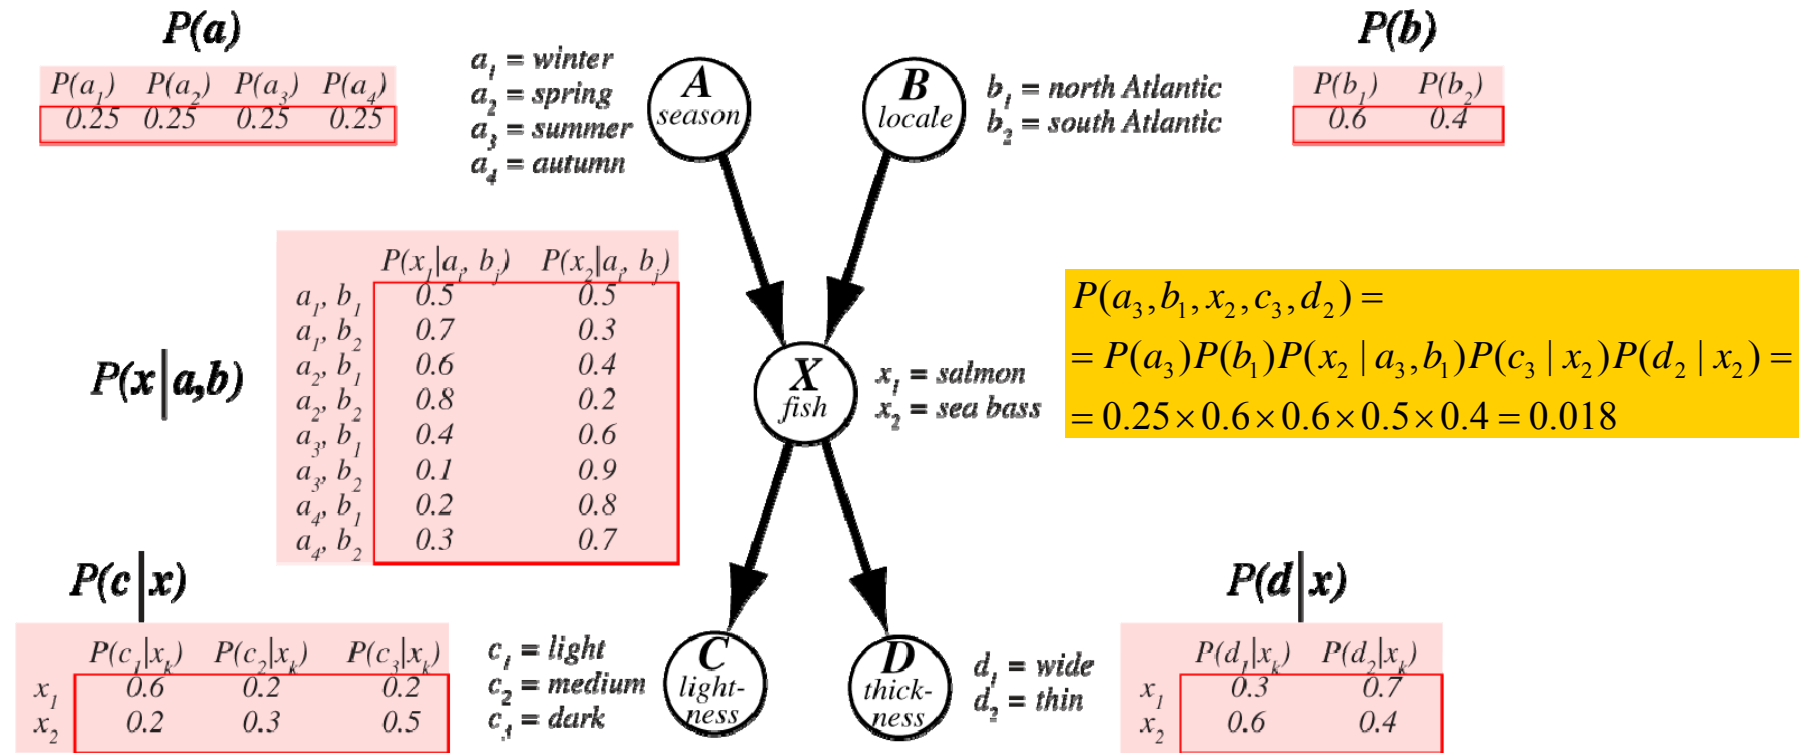 P(a)
P(a₁) P(a₂) P(a₃) P(a₄)
0.25 0.25 0.25 0.25
a₁ = winter
a₂ = spring
a₃ = summer
a₄ = autumn
A
season
B
locale
b₁ = north Atlantic
b₂ = south Atlantic
P(b)
P(b₁) P(b₂)
0.6 0.4
P(x|a,b)
P(x₁|aᵢ, bⱼ) P(x₂|aᵢ, bⱼ)
a₁, b₁ 0.5 0.5
a₁, b₂ 0.7 0.3
a₂, b₁ 0.6 0.4
a₂, b₂ 0.8 0.2
a₃, b₁ 0.4 0.6
a₃, b₂ 0.1 0.9
a₄, b₁ 0.2 0.8
a₄, b₂ 0.3 0.7
X
fish
x₁ = salmon
x₂ = sea bass
P(a₃,b₁,x₂,c₃,d₂) =
= P(a₃)P(b₁)P(x₂ | a₃,b₁)P(c₃ | x₂)P(d₂ | x₂) =
= 0.25×0.6×0.6×0.5×0.4 = 0.018
P(c|x)
P(c₁|xₖ) P(c₂|xₖ) P(c₃|xₖ)
x₁ 0.6 0.2 0.2
x₂ 0.2 0.3 0.5
c₁ = light
c₂ = medium
c = dark
C
light-
ness
D
thick-
ness
d₁ = wide
d₂ = thin
P(d|x)
P(d₁|xₖ) P(d₂|xₖ)
x₁ 0.3 0.7
x₂ 0.6 0.4